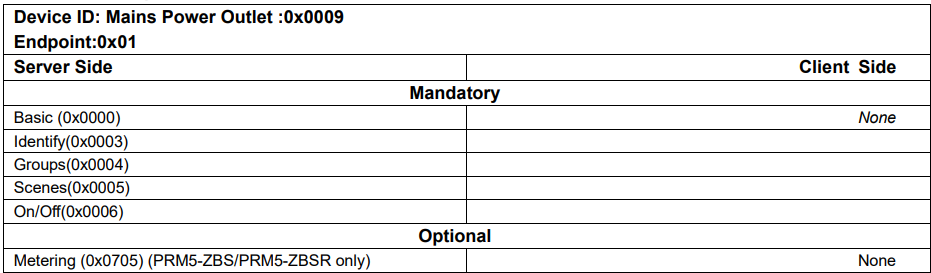 Device ID: Mains Power Outlet :0x0009
Endpoint:0x01
Server Side Client Side
Mandatory
Basic (0x0000) None
Identify(0x0003)
Groups(0x0004)
Scenes(0x0005)
On/Off(0x0006)
Optional
Metering (0x0705) (PRM5-ZBS/PRM5-ZBSR only) None